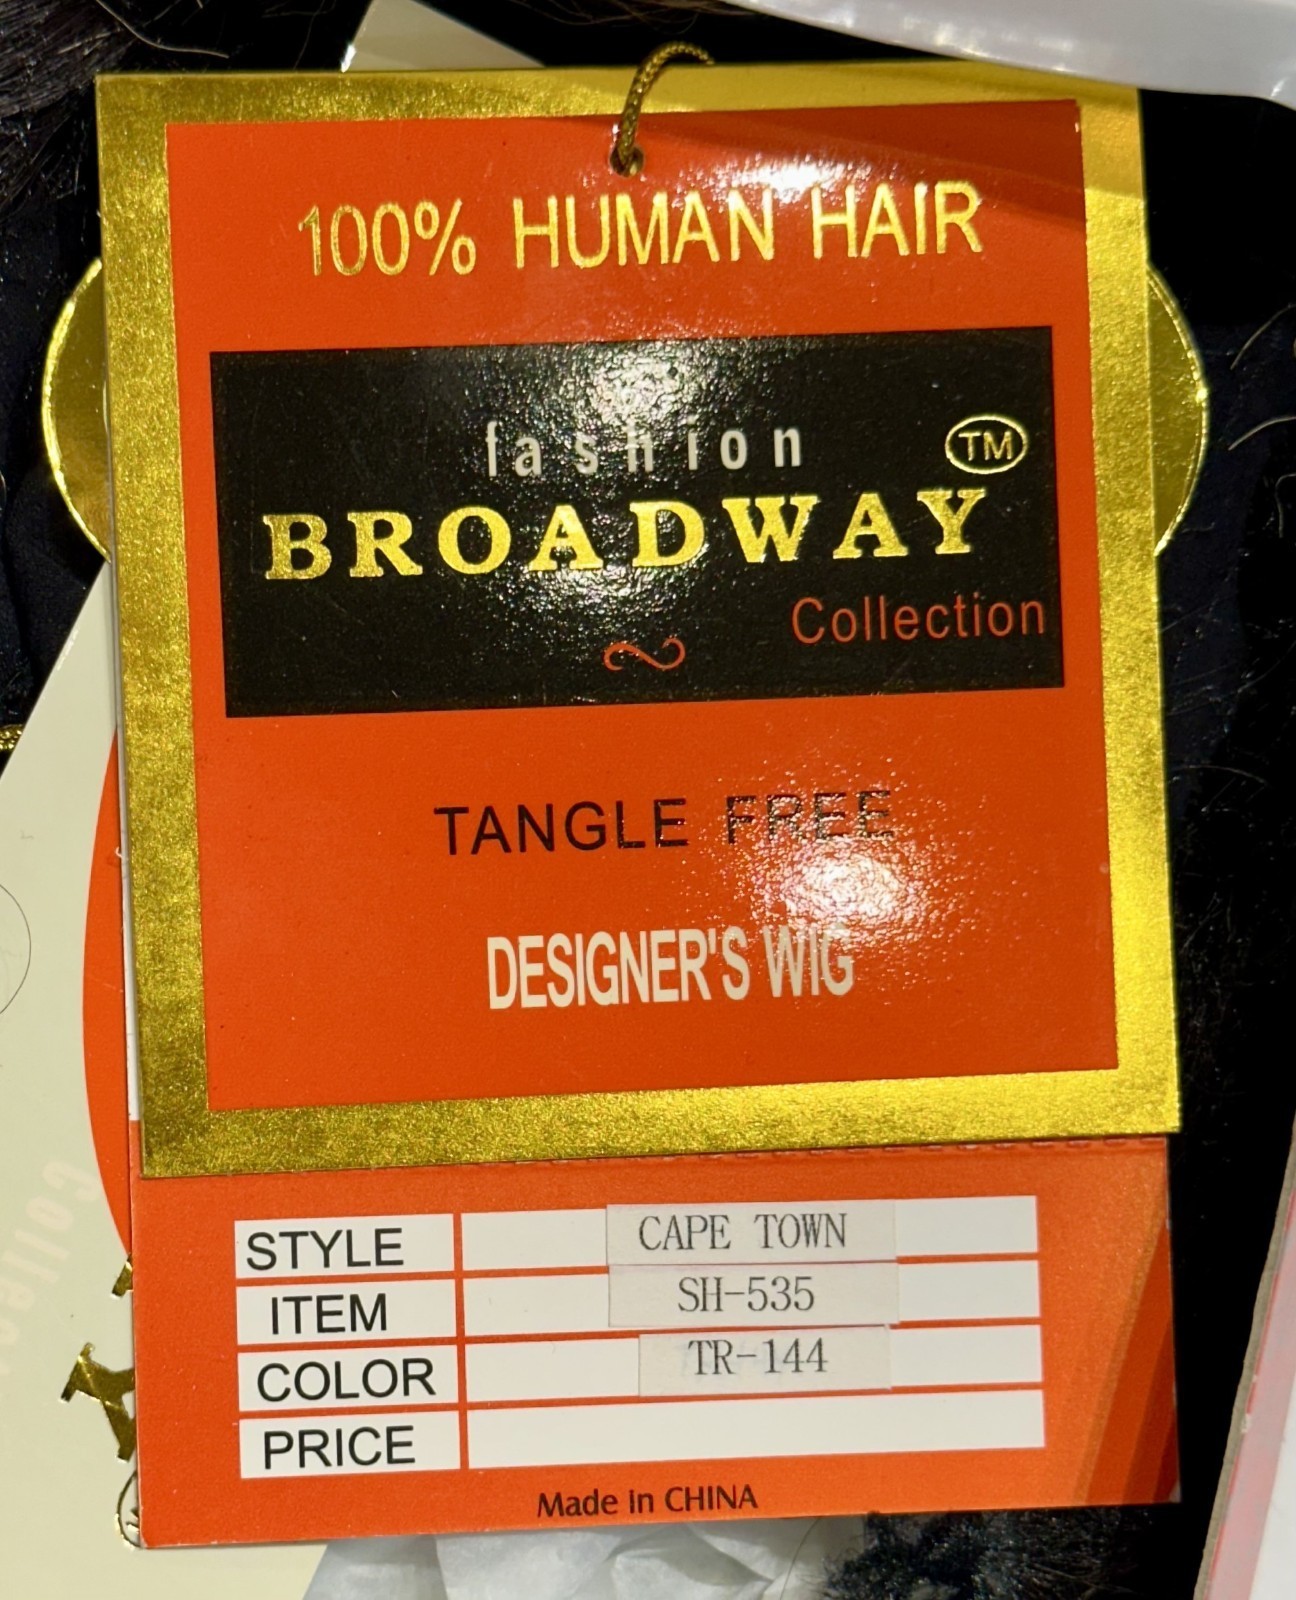 100% HUMAN HAIR
fashion
TM
BROADWAY
Collection
TANGLE FREE
DESIGNER'S WIG
STYLE CAPE TOWN
ITEM SH-535
COLOR TR-144
PRICE
Made in CHINA